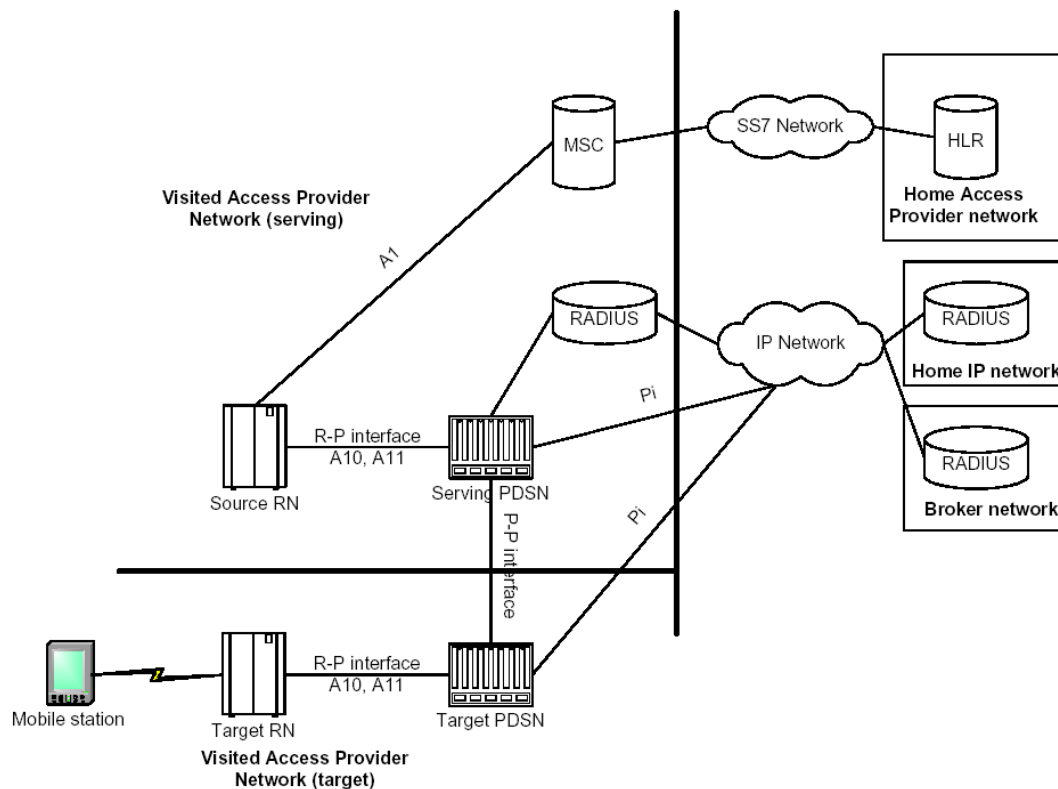 MSC
SS7 Network
HLR
Home Access
Provider network
Visited Access Provider
Network (serving)
A1
RADIUS
IP Network
RADIUS
Home IP network
Pi
R-P interface
A10, A11
Source RN
Serving PDSN
RADIUS
Broker network
Pi
P-P interface
R-P interface
A10, A11
Mobile station
Target RN
Target PDSN
Visited Access Provider
Network (target)